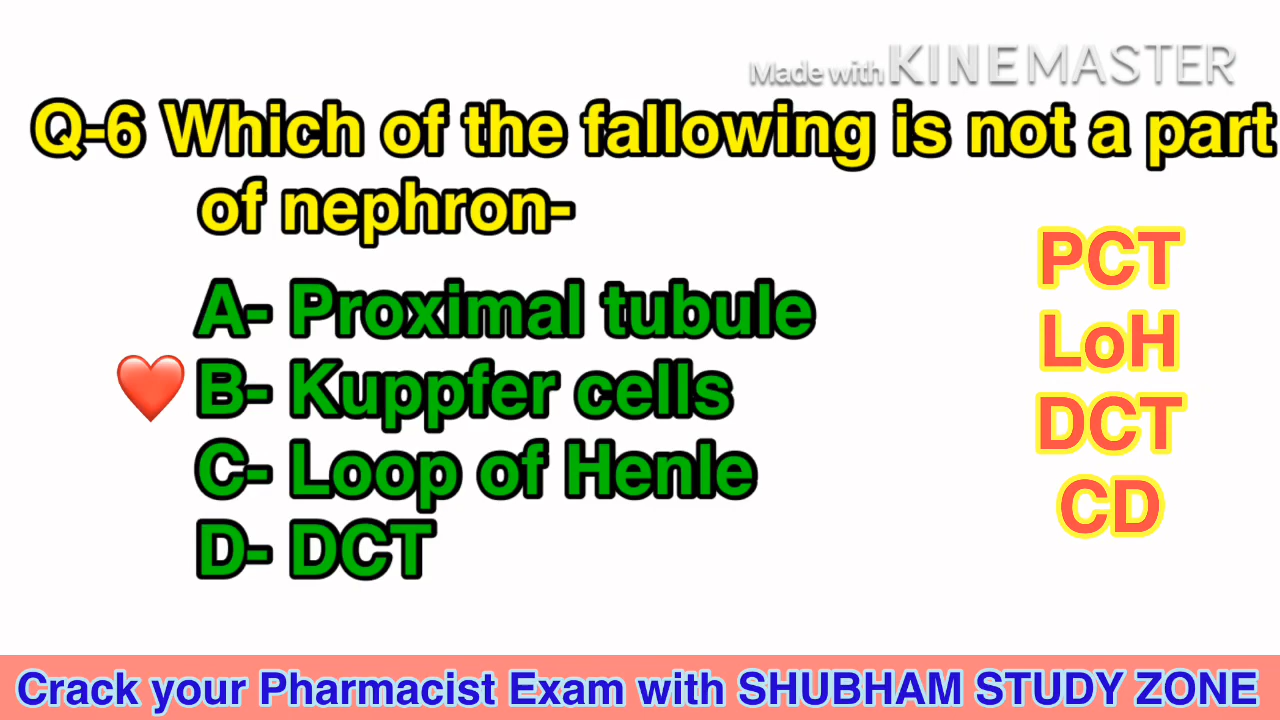 Made with KINEMASTER
Q-6 Which of the fallowing is not a part
of nephron-
A- Proximal tubule
B- Kuppfer cells
C- Loop of Henle
D- DCT
PCT
LoH
DCT
CD
Crack your Pharmacist Exam with SHUBHAM STUDY ZONE